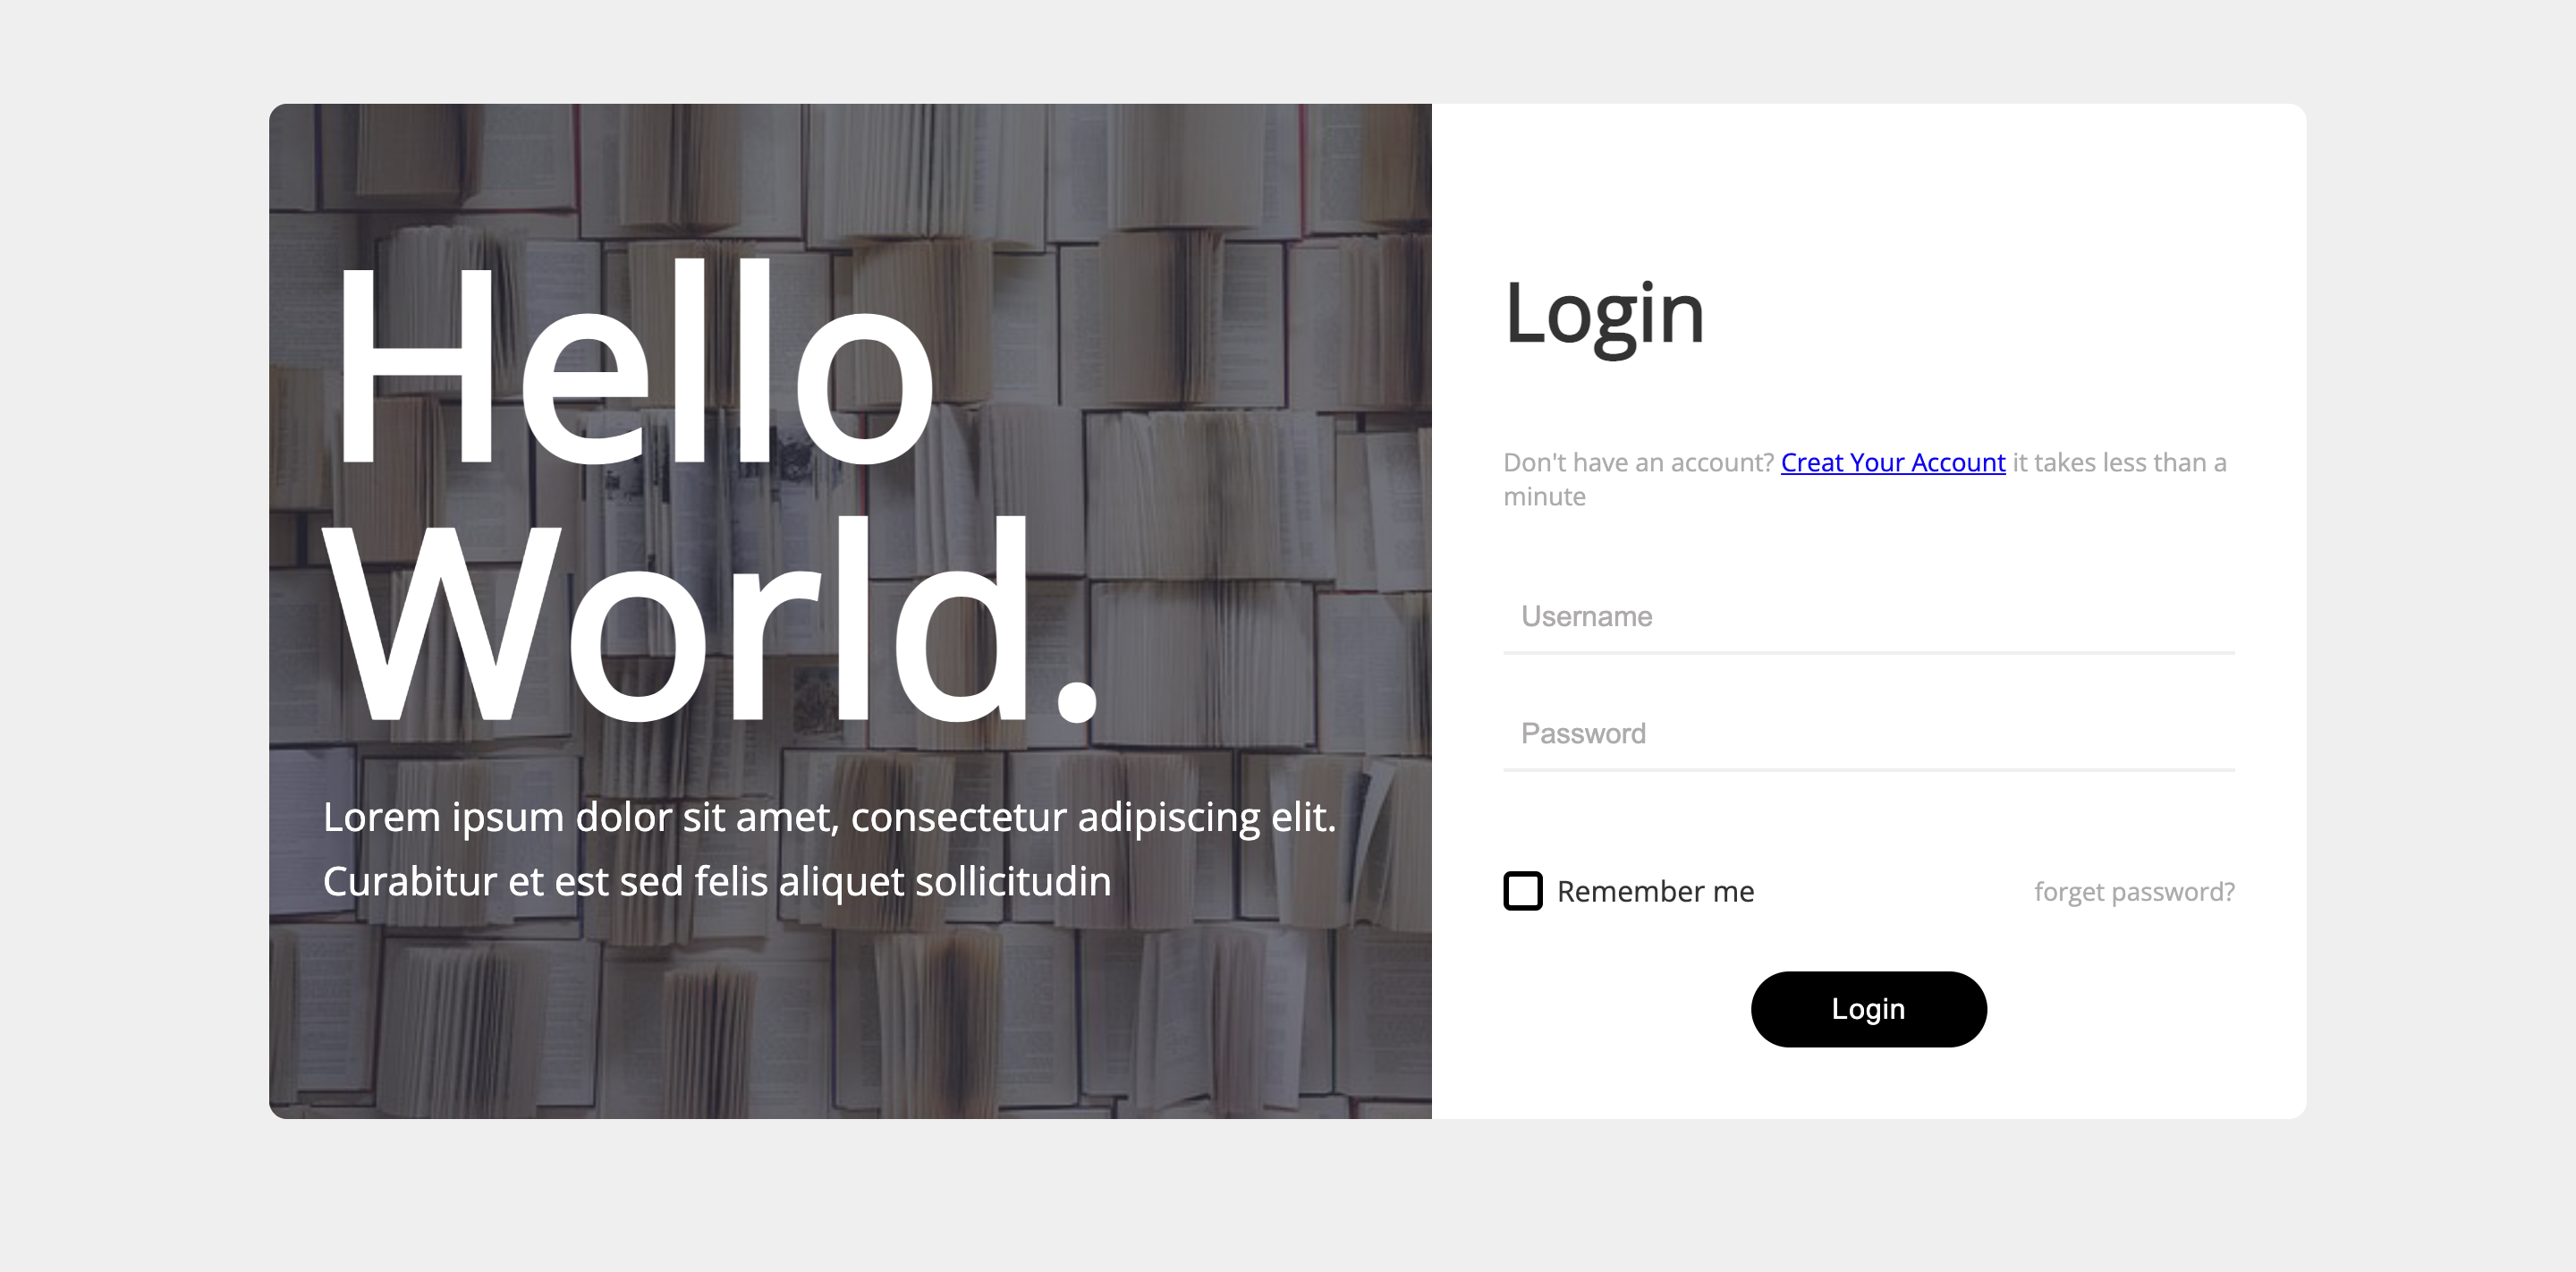 Hello
World.
Lorem ipsum dolor sit amet, consectetur adipiscing elit.
Curabitur et est sed felis aliquet sollicitudin
Login
Don't have an account? Creat Your Account it takes less than a
minute
Username
Password
Remember me
forget password?
Login